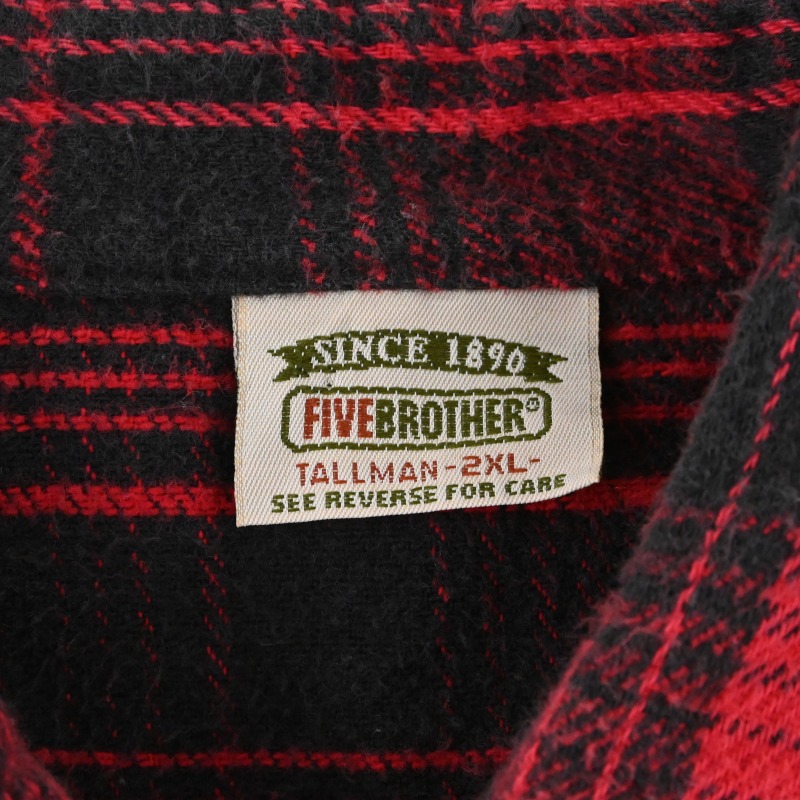 SINCE 1890
FIVEBROTHER®
TALLMAN -2XL-
SEE REVERSE FOR CARE